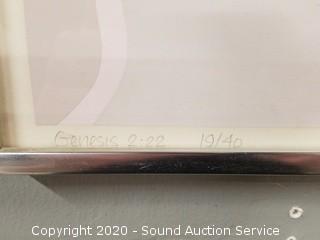 Genesis 2:22 19/40
Copyright 2020 - Sound Auction Service